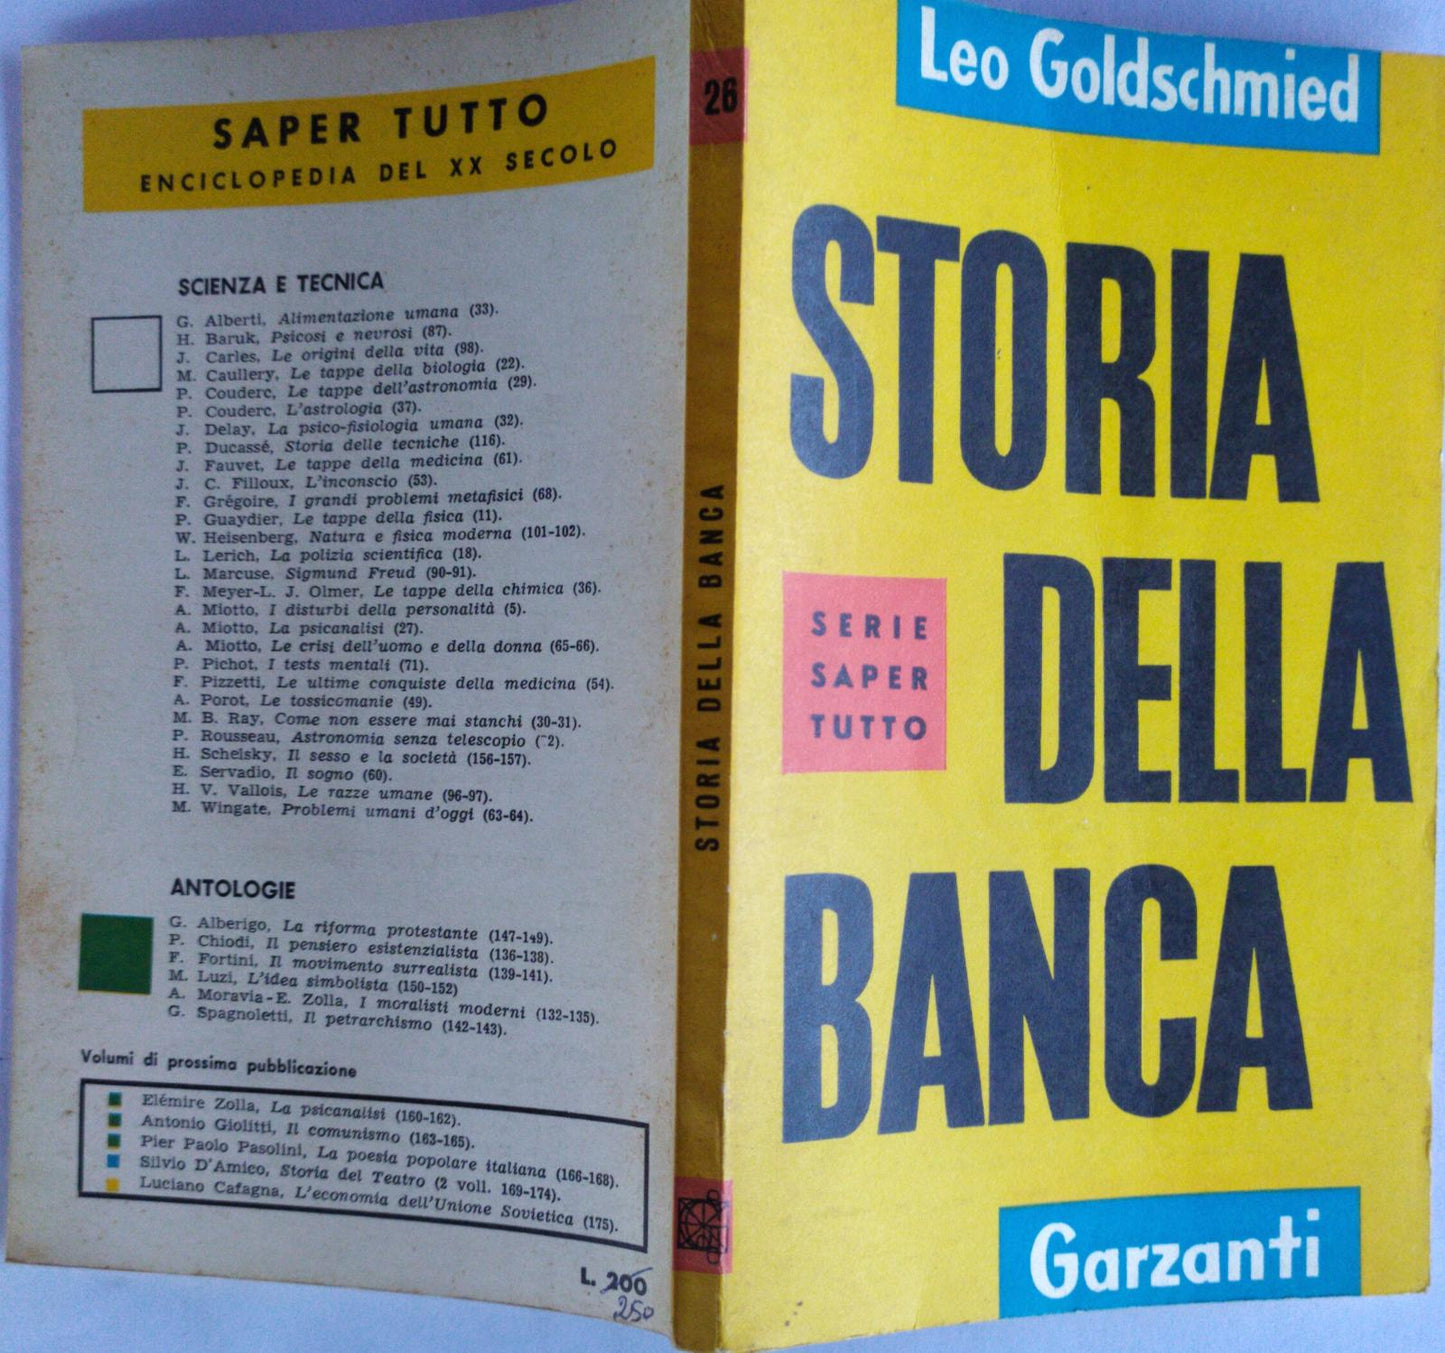 SAPER TUTTO
ENCICLOPEDIA DEL XX SECOLO
SCIENZA E TECNICA
G. Alberti, Alimentazione umana (33).
H. Baruk, Psicosi e nevrosi (87).
J. Carles, Le origini della vita (98).
M. Caullery, Le tappe della biologia (22).
P. Couderc, Le tappe dell'astronomia (29).
P. Couderc, L'astrologia (37).
J. Delay, La psico-fisiologia umana (32).
P. Ducassé, Storia delle tecniche (116).
J. Fauvet, Le tappe della medicina (61).
J. C. Filloux, L'inconscio (53).
F. Grégoire, I grandi problemi metafisici (68).
P. Guaydier, Le tappe della fisica (11).
W. Heisenberg, Natura e fisica moderna (101-102).
L. Lerich, La polizia scientifica (18).
L. Marcuse, Sigmund Freud (90-91).
F. Meyer-L. J. Olmer, Le tappe della chimica (36).
A. Miotto, I disturbi della personalità (5).
A. Miotto, La psicanalisi (27).
A. Miotto, Le crisi dell'uomo e della donna (65-66).
P. Pichot, I tests mentali (71).
F. Pizzetti, Le ultime conquiste della medicina (54).
A. Porot, Le tossicomanie (49).
M. B. Ray, Come non essere mai stanchi (30-31).
P. Rousseau, Astronomia senza telescopio
H. Schelsky, Il sesso e la società (156-157).
E. Servadio, Il sogno (60).
H. V. Vallois, Le razze umane (96-97).
M. Wingate, Problemi umani d'oggi (63-64).
ANTOLOGIE
G. Alberigo, La riforma protestante (147-149).
P. Chiodi, Il pensiero esistenzialista (136-138).
F. Fortini, Il movimento surrealista (139-141).
M. Luzi, L'idea simbolista (150-152)
A. Moravia-E. Zolla, I moralisti moderni (132-135).
G. Spagnoletti, Il petrarchismo (142-143).
Volumi di prossima pubblicazione
Elémire Zolla, La psicanalisi (160-162).
Antonio Giolitti, Il comunismo (163-165).
Pier Paolo Pasolini, La poesia popolare italiana (166-168).
Silvio D'Amico, Storia del Teatro (2 voll. 169-174).
Luciano Cafagna, L'economia dell'Unione Sovietica (175).
L. 200
250
26
STORIA DELLA BANCA
Leo Goldschmied
STORIA
DELLA
SERIE
SAPER
TUTTO
BANCA
Garzanti